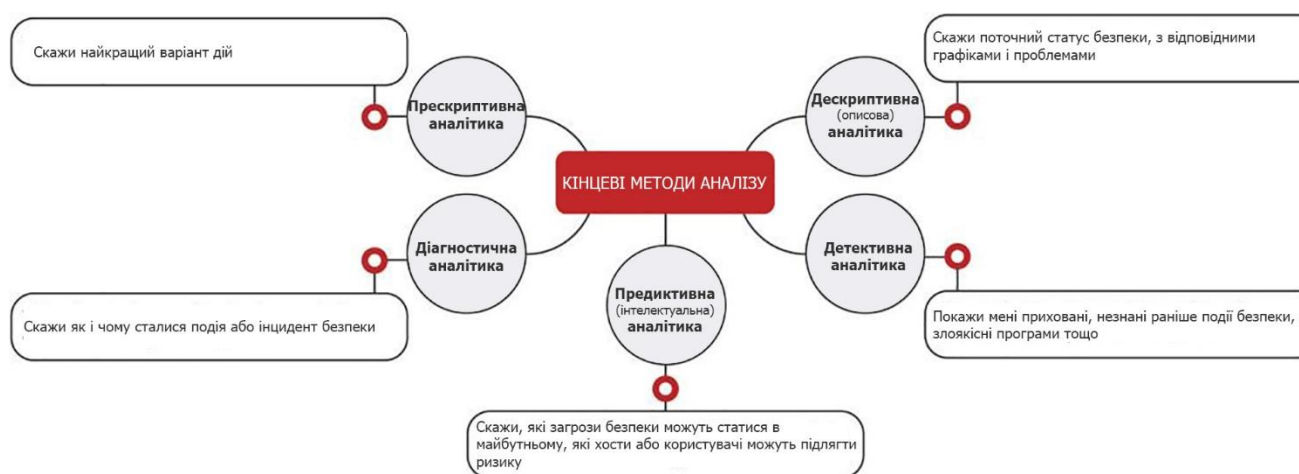 Скажи найкращий варіант дій
Прескриптивна
аналітика
Дескриптивна
(описова)
аналітика
Скажи поточний статус безпеки, з відповідними
графіками і проблемами
КІНЦЕВІ МЕТОДИ АНАЛІЗУ
Діагностична
аналітика
Скажи як і чому сталися подія або інцидент безпеки
Предиктивна
(інтелектуальна)
аналітика
Детективна
аналітика
Покажи мені приховані, незнані раніше події безпеки,
злоякісні програми тощо
Скажи, які загрози безпеки можуть статися в
майбутньому, які хости або користувачі можуть підлягти
ризику